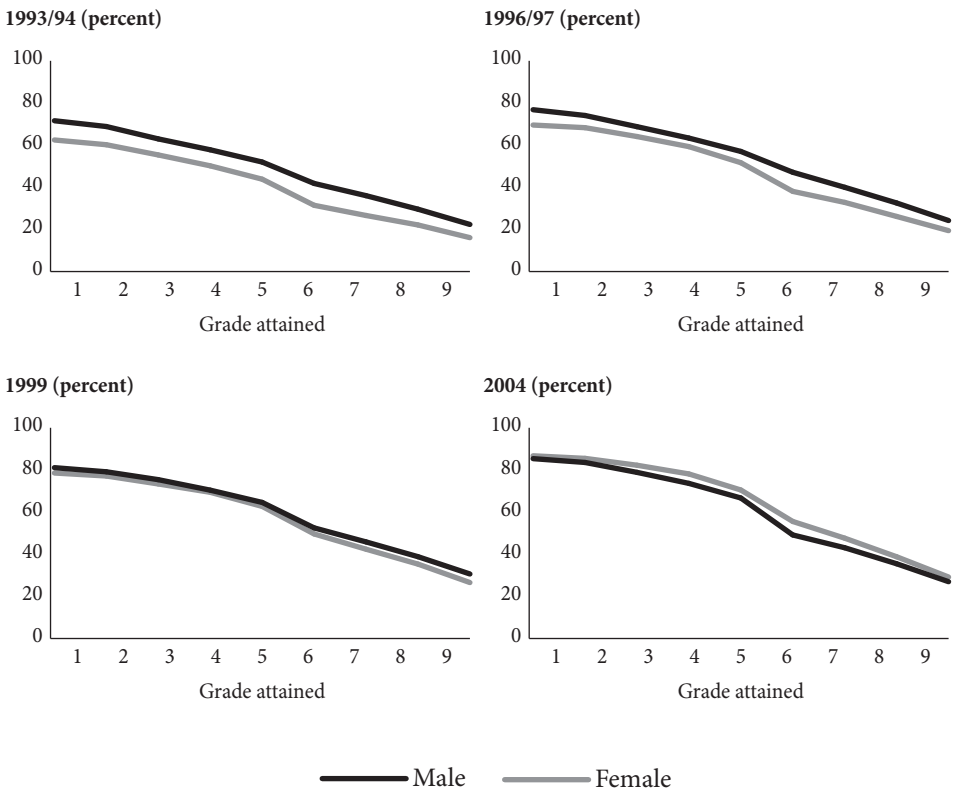 1993/94 (percent)
100
80
60
40
20
0
1 2 3 4 5 6 7 8 9
Grade attained
1996/97 (percent)
100
80
60
40
20
0
1 2 3 4 5 6 7 8 9
Grade attained
1999 (percent)
100
80
60
40
20
0
1 2 3 4 5 6 7 8 9
Grade attained
2004 (percent)
100
80
60
40
20
0
1 2 3 4 5 6 7 8 9
Grade attained
Male Female